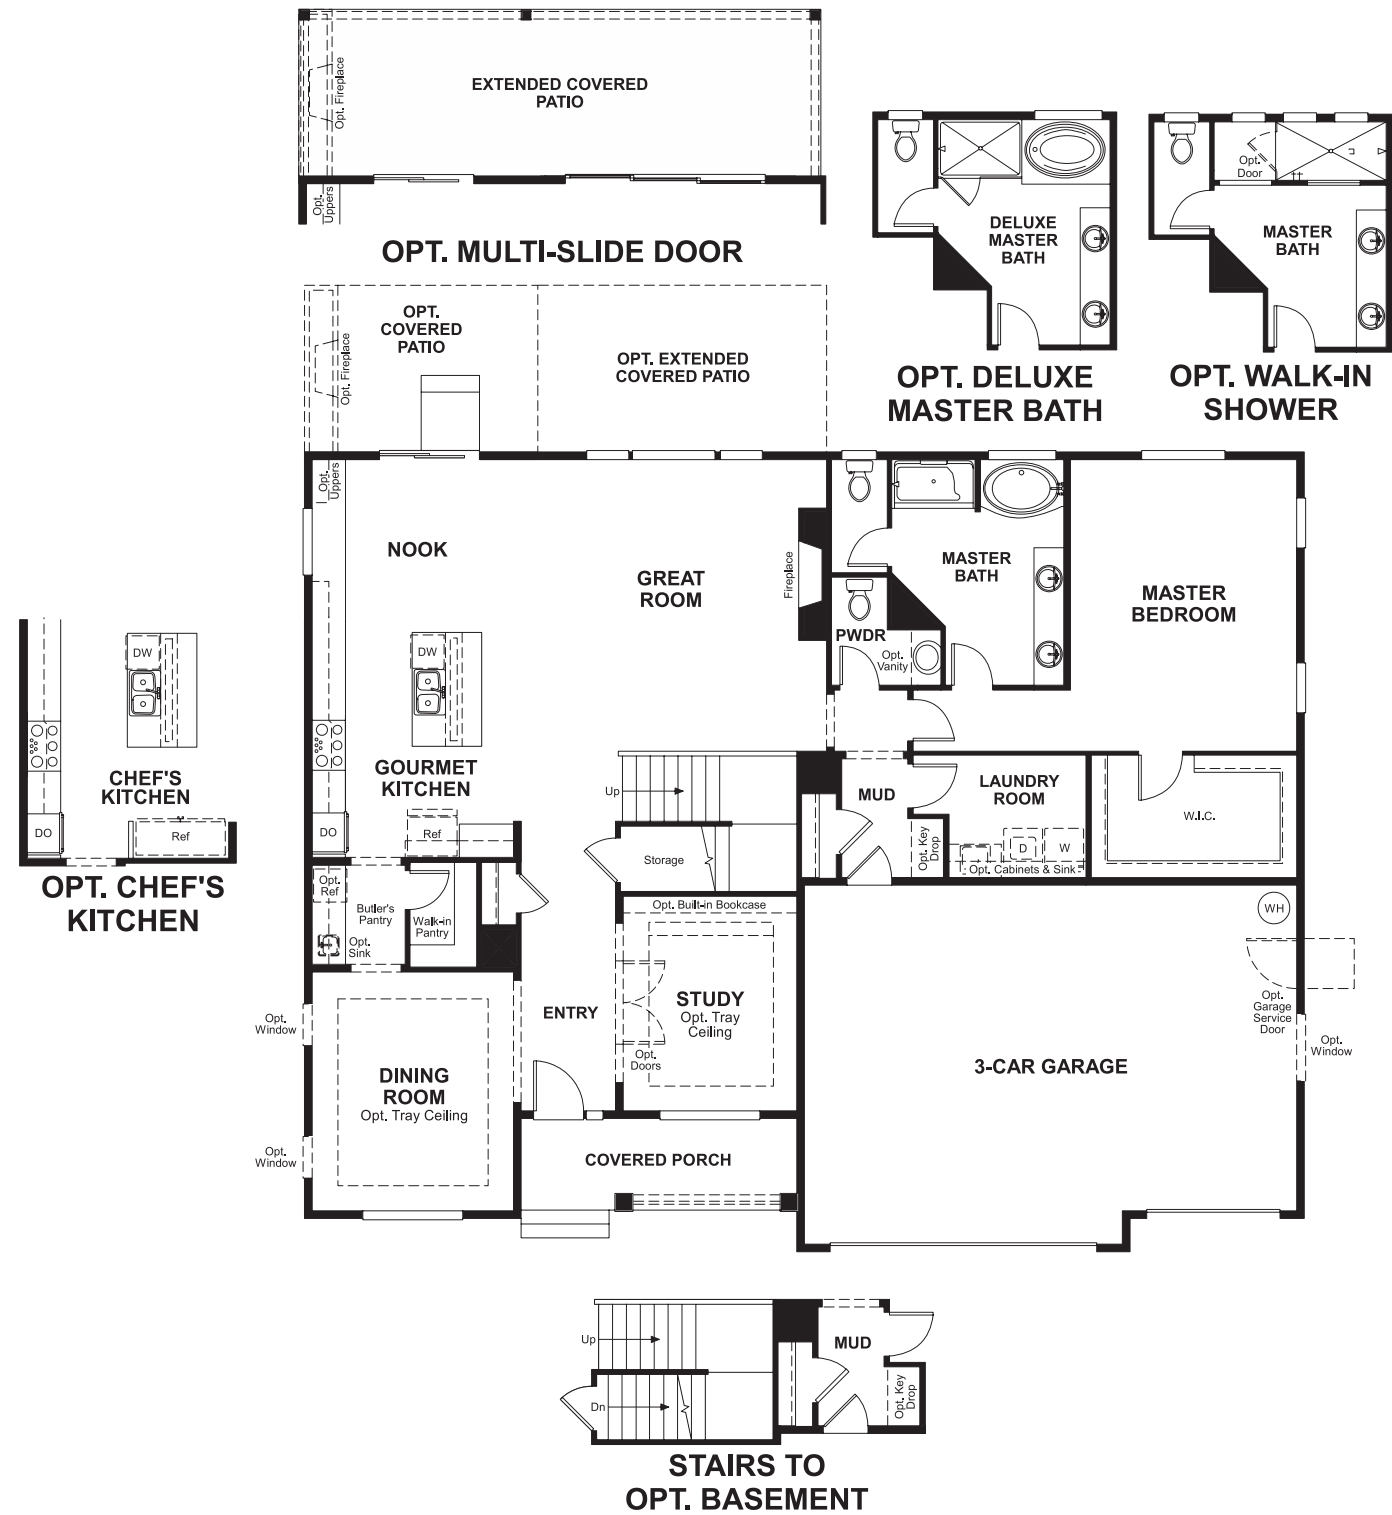 EXTENDED COVERED
PATIO
Opt. Fireplace
Opt.
Uppers
OPT. MULTI-SLIDE DOOR
DELUXE
MASTER
BATH
OPT. DELUXE
MASTER BATH
Opt.
Door
MASTER
BATH
OPT. WALK-IN
SHOWER
OPT.
COVERED
PATIO
Opt. Fireplace
OPT. EXTENDED
COVERED PATIO
Opt.
Uppers
NOOK
GREAT
ROOM
Fireplace
MASTER
BATH
MASTER
BEDROOM
PWDR
Opt.
Vanity
DW
GOURMET
KITCHEN
DO
Ref
DW
CHEF'S
KITCHEN
DO
Ref
OPT. CHEF'S
KITCHEN
Up
Storage
MUD
Opt. Key
Drop
LAUNDRY
ROOM
D
W
Opt. Cabinets & Sink
W.I.C.
Opt.
Ref
Butler's
Pantry
Opt.
Sink
Walk-in
Pantry
Opt. Built-in Bookcase
WH
ENTRY
STUDY
Opt. Tray
Ceiling
Opt.
Doors
Opt.
Window
Opt.
Garage
Service
Door
Opt.
Window
3-CAR GARAGE
DINING
ROOM
Opt. Tray Ceiling
Opt.
Window
COVERED PORCH
Up
Dn
MUD
Opt. Key
Drop
STAIRS TO
OPT. BASEMENT